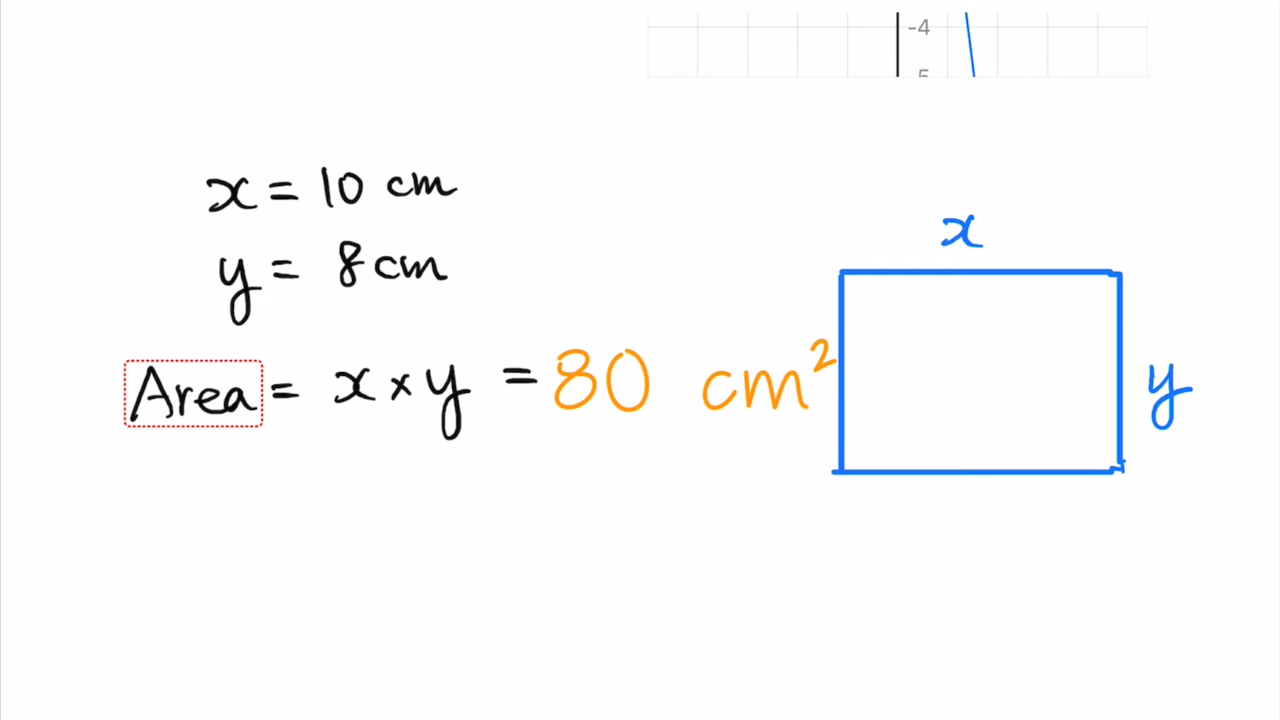 -4
x = 10 cm
x
y = 8 cm
Area = x × y = 80 cm²
y